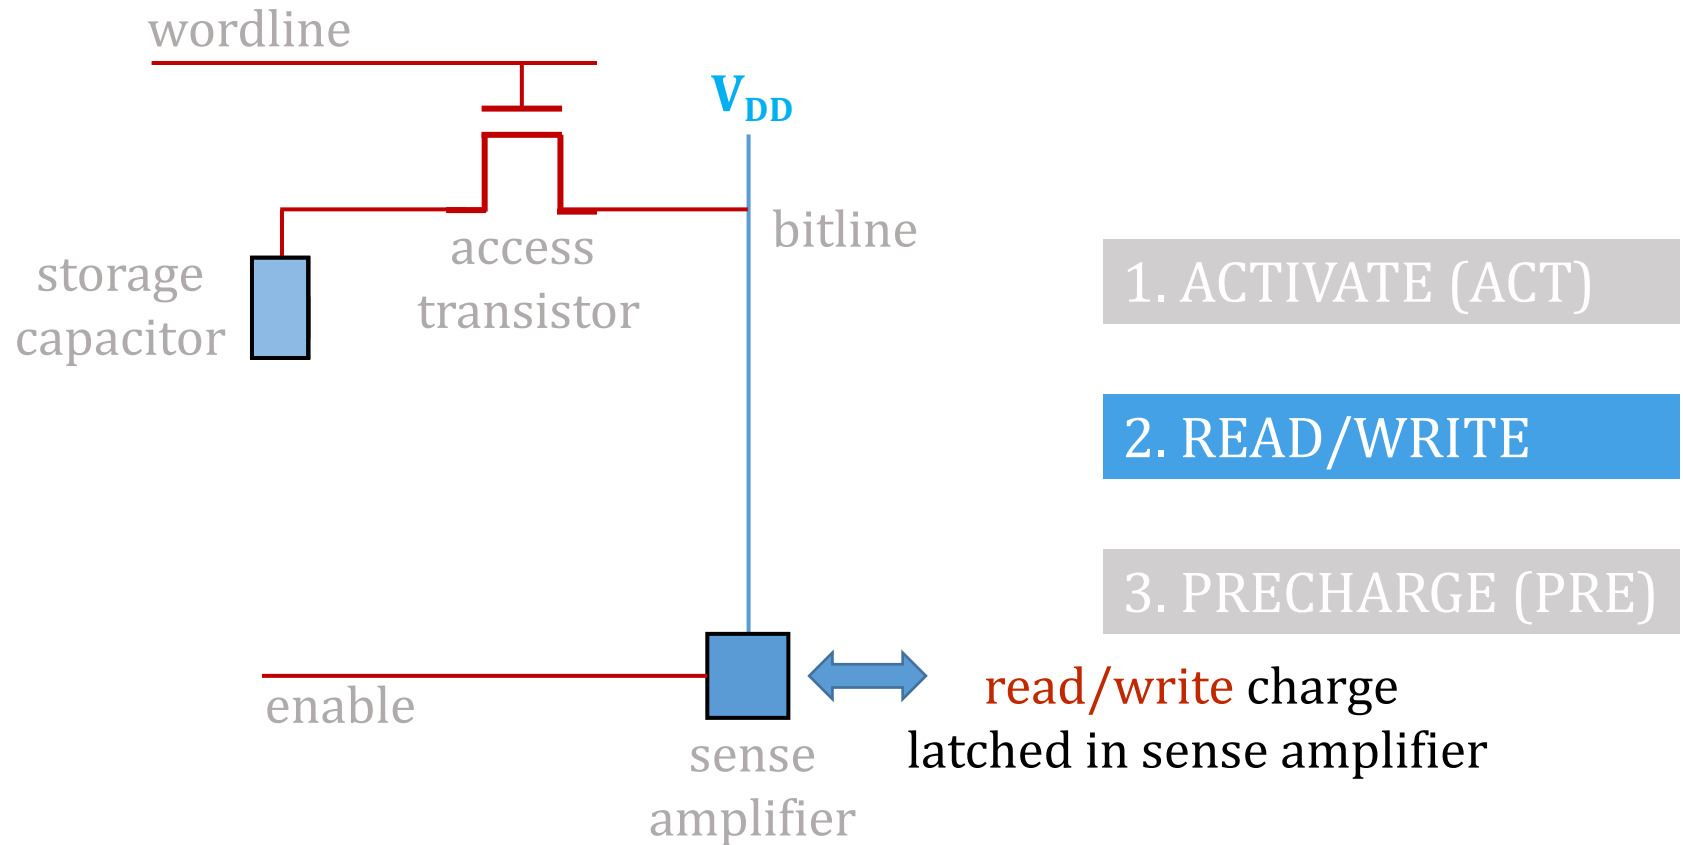 wordline
V_DD
bitline
access
transistor
storage
capacitor
1. ACTIVATE (ACT)
2. READ/WRITE
3. PRECHARGE (PRE)
enable
sense
amplifier
read/write charge
latched in sense amplifier